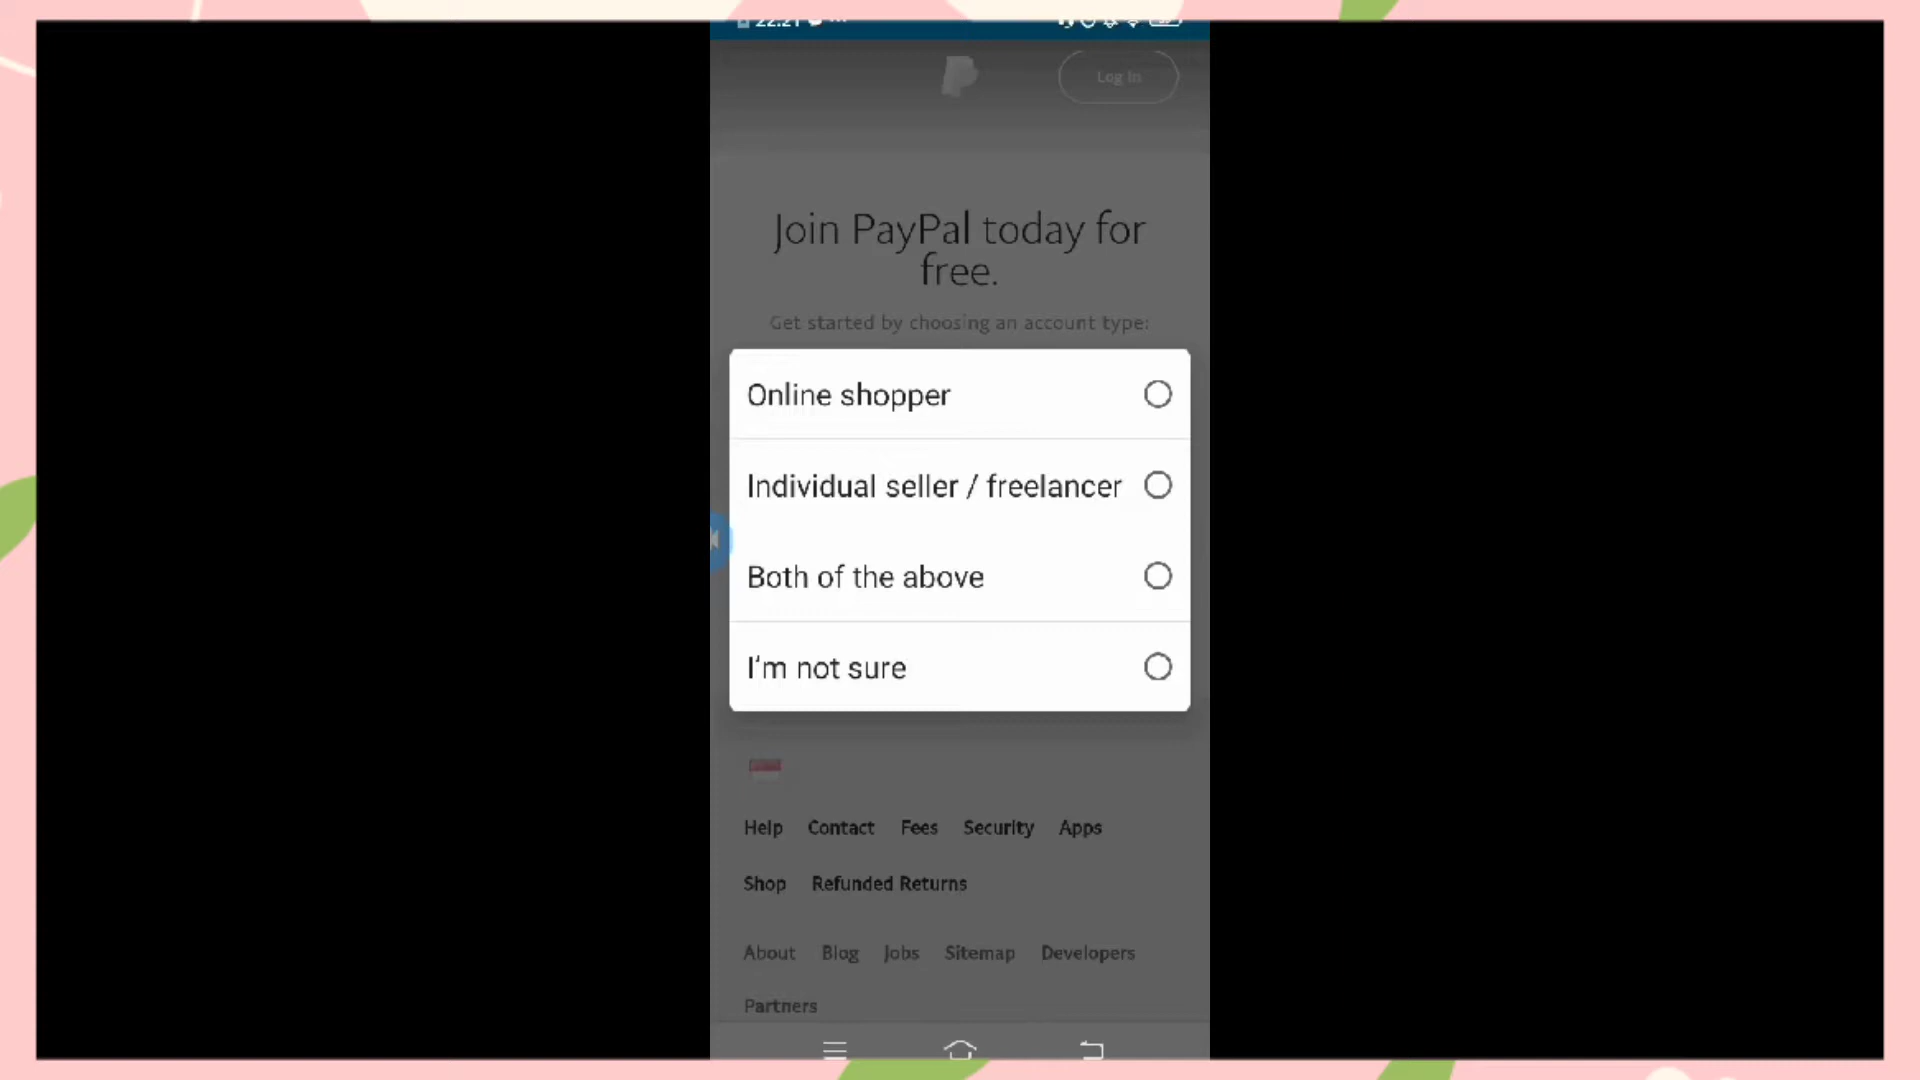 22.21
Log In
Join PayPal today for
free.
Get started by choosing an account type:
Online shopper
Individual seller / freelancer
Both of the above
I'm not sure
Help Contact Fees Security Apps
Shop Refunded Returns
About Blog Jobs Sitemap Developers
Partners